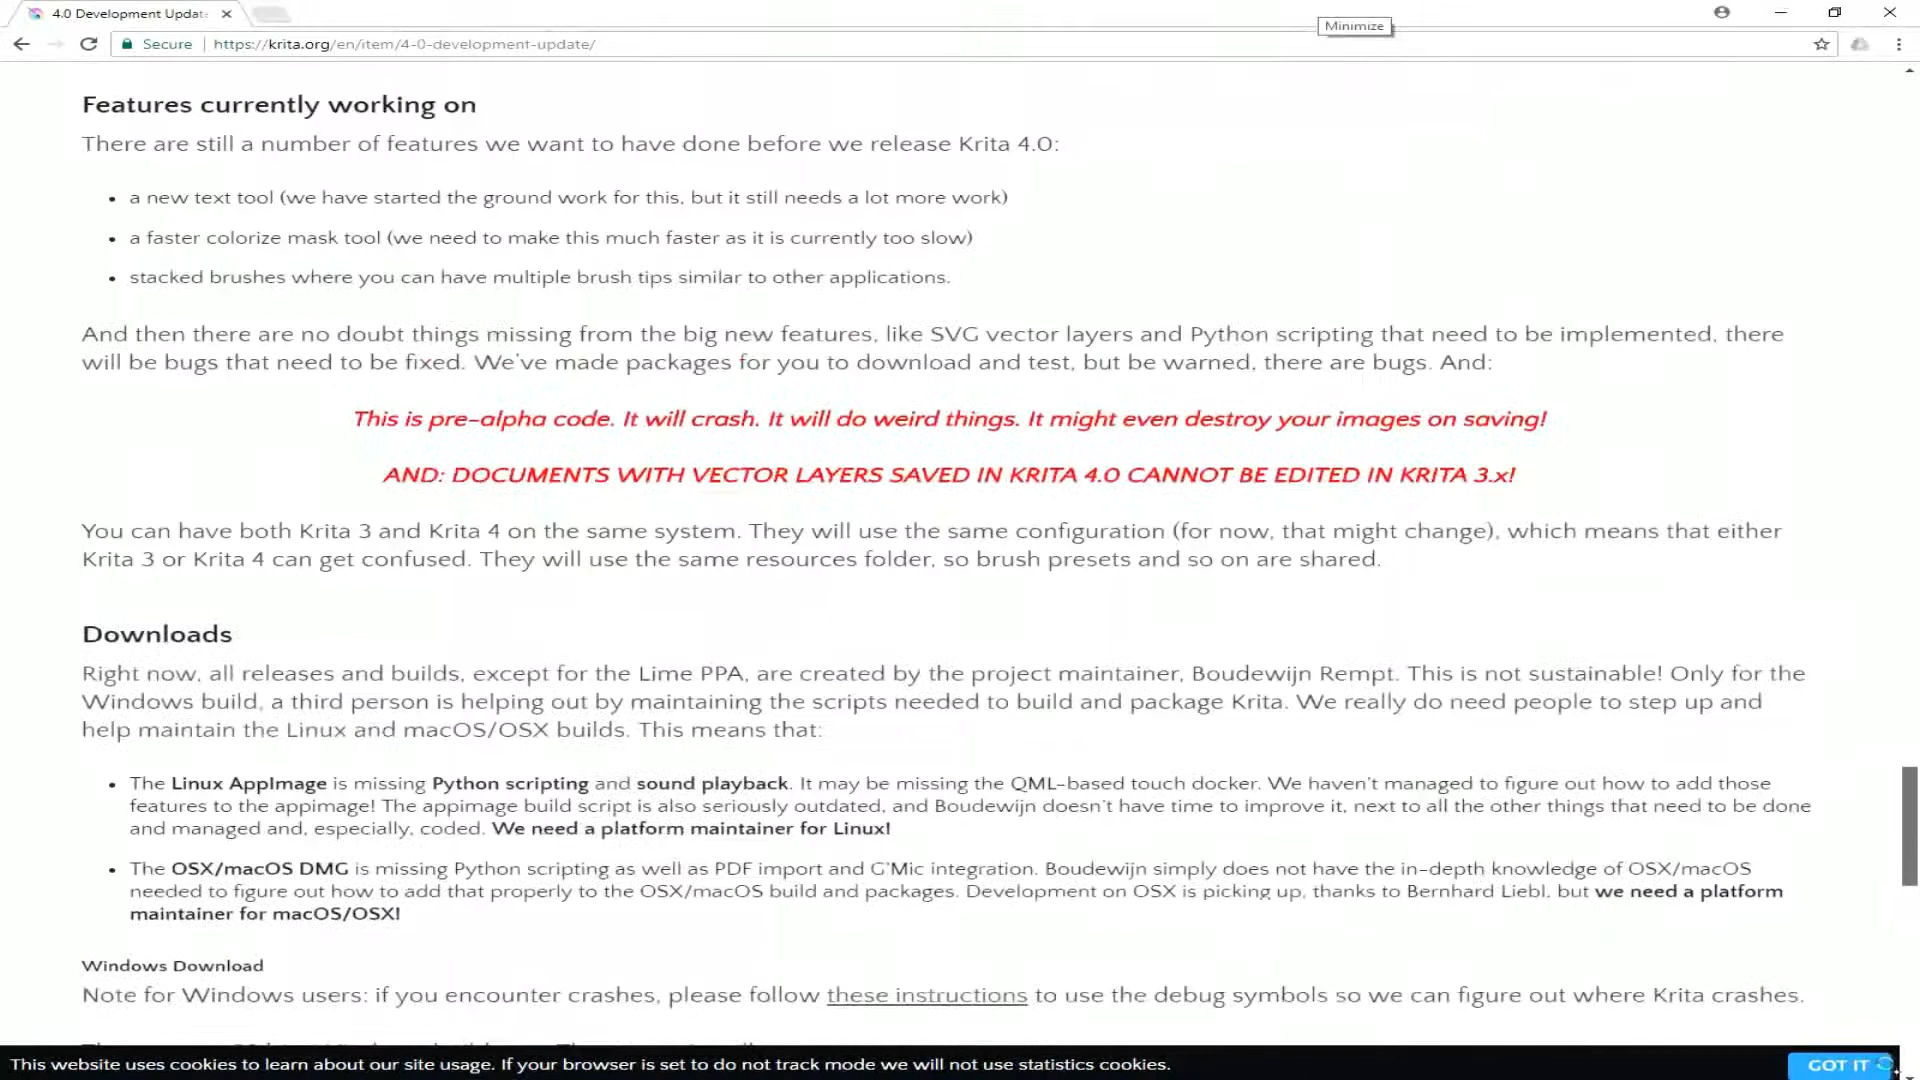 4.0 Development Updat
Minimize
Secure
https://krita.org/en/item/4-0-development-update/
Features currently working on
There are still a number of features we want to have done before we release Krita 4.0:
• a new text tool (we have started the ground work for this, but it still needs a lot more work)
• a faster colorize mask tool (we need to make this much faster as it is currently too slow)
• stacked brushes where you can have multiple brush tips similar to other applications.
And then there are no doubt things missing from the big new features, like SVG vector layers and Python scripting that need to be implemented, there
will be bugs that need to be fixed. We've made packages for you to download and test, but be warned, there are bugs. And:
This is pre-alpha code. It will crash. It will do weird things. It might even destroy your images on saving!
AND: DOCUMENTS WITH VECTOR LAYERS SAVED IN KRITA 4.0 CANNOT BE EDITED IN KRITA 3.x!
You can have both Krita 3 and Krita 4 on the same system. They will use the same configuration (for now, that might change), which means that either
Krita 3 or Krita 4 can get confused. They will use the same resources folder, so brush presets and so on are shared.
Downloads
Right now, all releases and builds, except for the Lime PPA, are created by the project maintainer, Boudewijn Rempt. This is not sustainable! Only for the
Windows build, a third person is helping out by maintaining the scripts needed to build and package Krita. We really do need people to step up and
help maintain the Linux and macOS/OSX builds. This means that:
• The Linux AppImage is missing Python scripting and sound playback. It may be missing the QML-based touch docker. We haven't managed to figure out how to add those
features to the appimage! The appimage build script is also seriously outdated, and Boudewijn doesn't have time to improve it, next to all the other things that need to be done
and managed and, especially, coded. We need a platform maintainer for Linux!
• The OSX/macOS DMG is missing Python scripting as well as PDF import and G'Mic integration. Boudewijn simply does not have the in-depth knowledge of OSX/macOS
needed to figure out how to add that properly to the OSX/macOS build and packages. Development on OSX is picking up, thanks to Bernhard Liebl, but we need a platform
maintainer for macOS/OSX!
Windows Download
Note for Windows users: if you encounter crashes, please follow these instructions to use the debug symbols so we can figure out where Krita crashes.
This website uses cookies to learn about our site usage. If your browser is set to do not track mode we will not use statistics cookies.
GOT IT